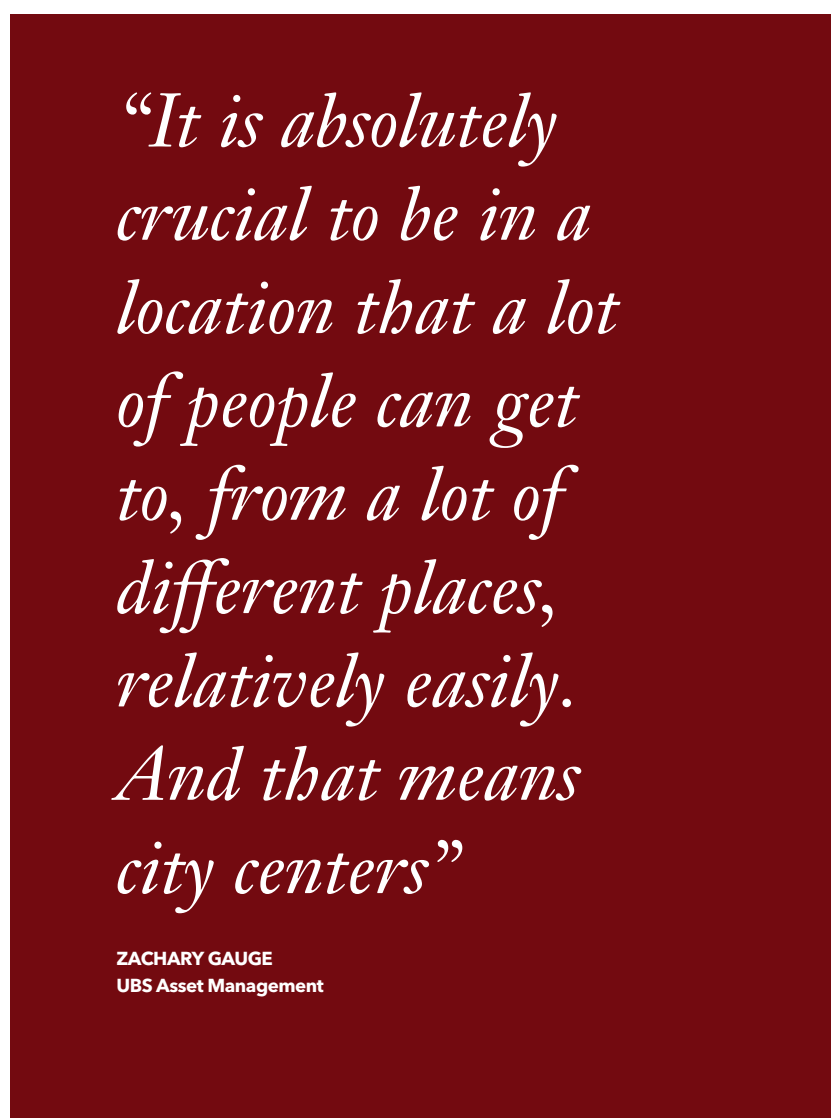 “It is absolutely
crucial to be in a
location that a lot
of people can get
to, from a lot of
different places,
relatively easily.
And that means
city centers”
ZACHARY GAUGE
UBS Asset Management